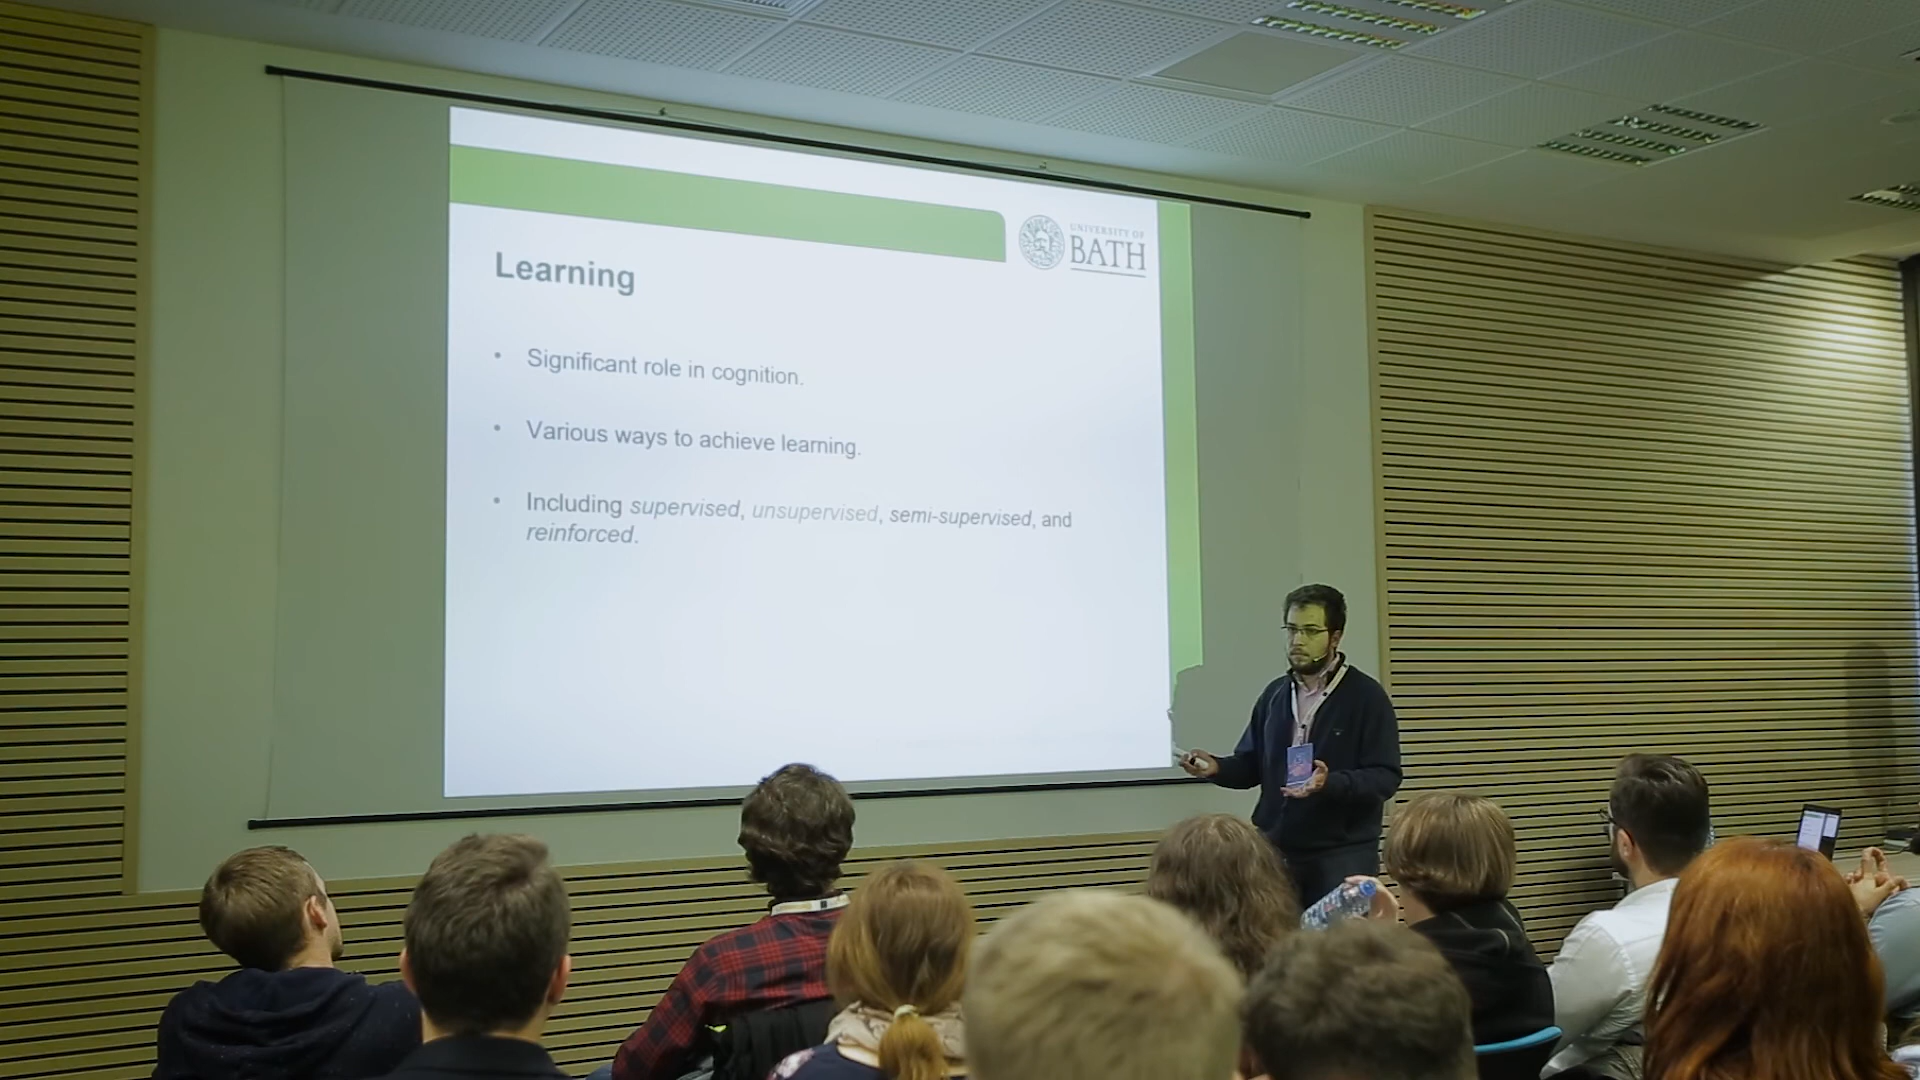 UNIVERSITY OF
BATH
Learning
• Significant role in cognition.
• Various ways to achieve learning.
• Including supervised, unsupervised, semi-supervised, and
reinforced.